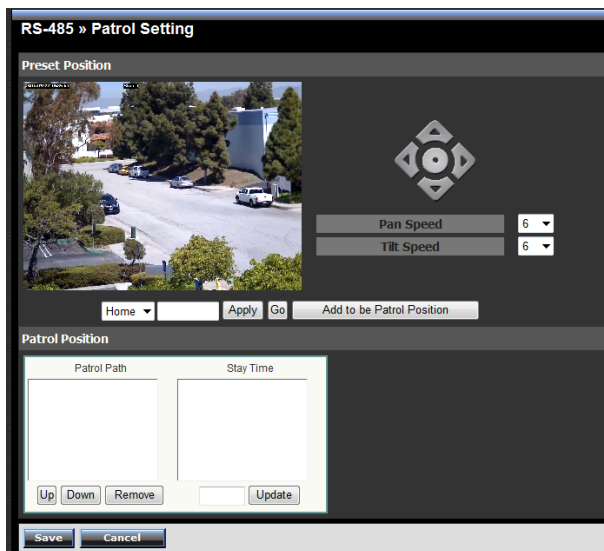 RS-485 » Patrol Setting
Preset Position
Pan Speed 6
Tilt Speed 6
Home Apply Go Add to be Patrol Position
Patrol Position
Patrol Path Stay Time
Up Down Remove Update
Save Cancel